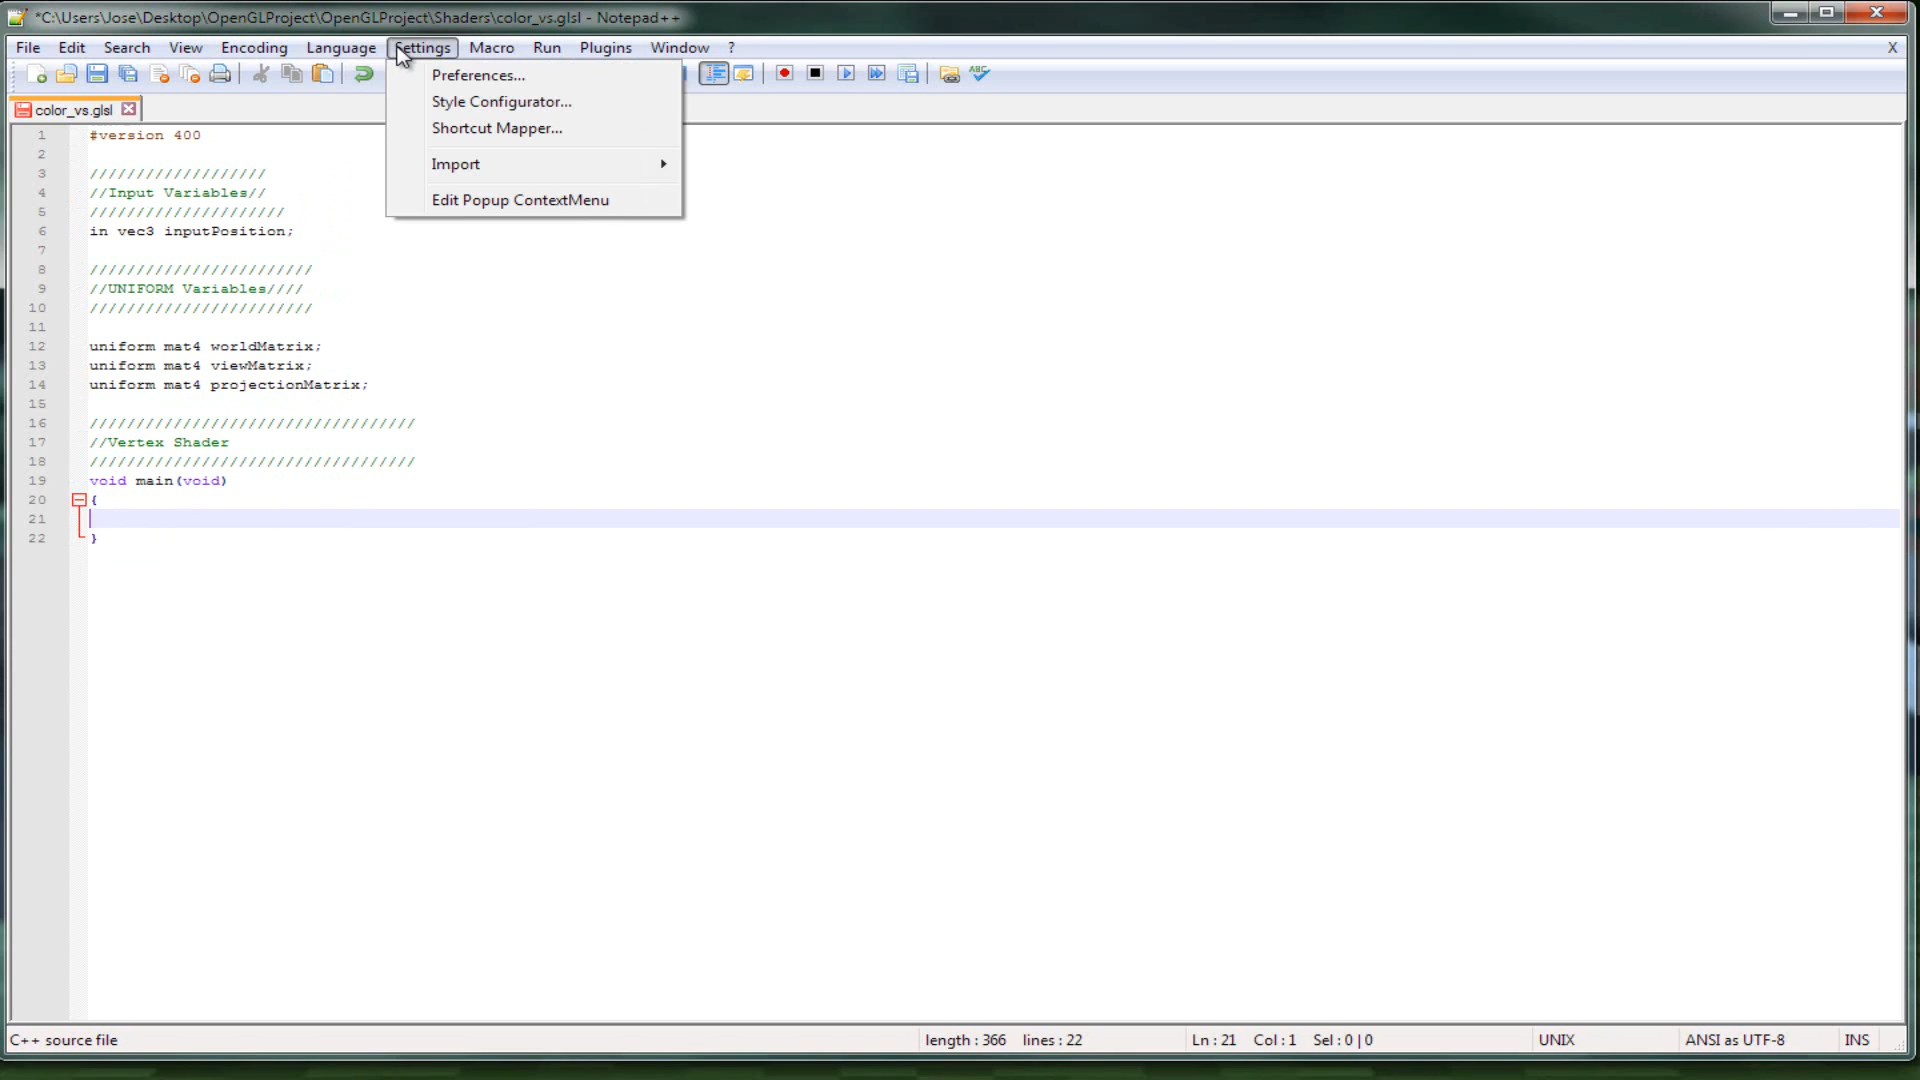 *C:\Users\Jose\Desktop\OpenGLProject\OpenGLProject\Shaders\color_vs.glsl - Notepad++
File Edit Search View Encoding Language Settings Macro Run Plugins Window ? X
Preferences...
Style Configurator...
Shortcut Mapper...
Import
Edit Popup ContextMenu
ABC
color_vs.glsl
1 #version 400
2
3 ///////////////////
4 //Input Variables//
5 /////////////////////
6 in vec3 inputPosition;
7
8 ////////////////////////
9 //UNIFORM Variables////
10 ////////////////////////
11
12 uniform mat4 worldMatrix;
13 uniform mat4 viewMatrix;
14 uniform mat4 projectionMatrix;
15
16 ///////////////////////////////////
17 //Vertex Shader
18 ///////////////////////////////////
19 void main(void)
20 {
21
22 }
C++ source file length : 366 lines : 22 Ln : 21 Col : 1 Sel : 0 | 0 UNIX ANSI as UTF-8 INS